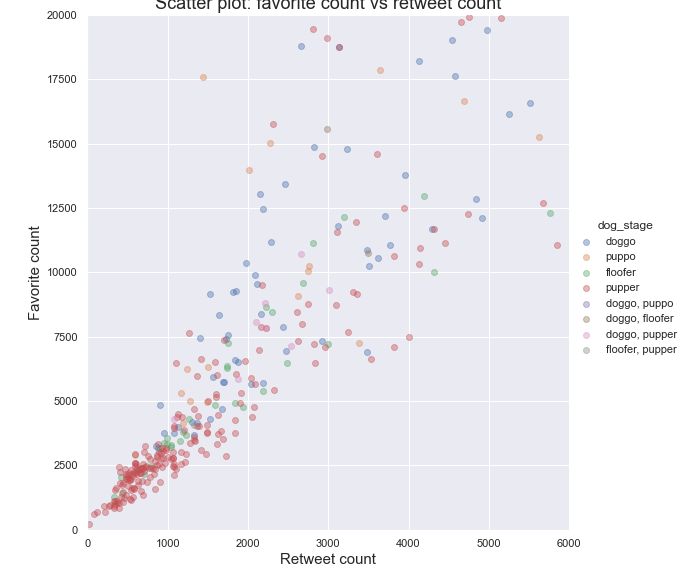 Scatter plot: favorite count vs retweet count
20000
17500
15000
12500
10000
7500
5000
2500
0
Favorite count
0 1000 2000 3000 4000 5000 6000
Retweet count
dog_stage
doggo
puppo
floofer
pupper
doggo, puppo
doggo, floofer
doggo, pupper
floofer, pupper